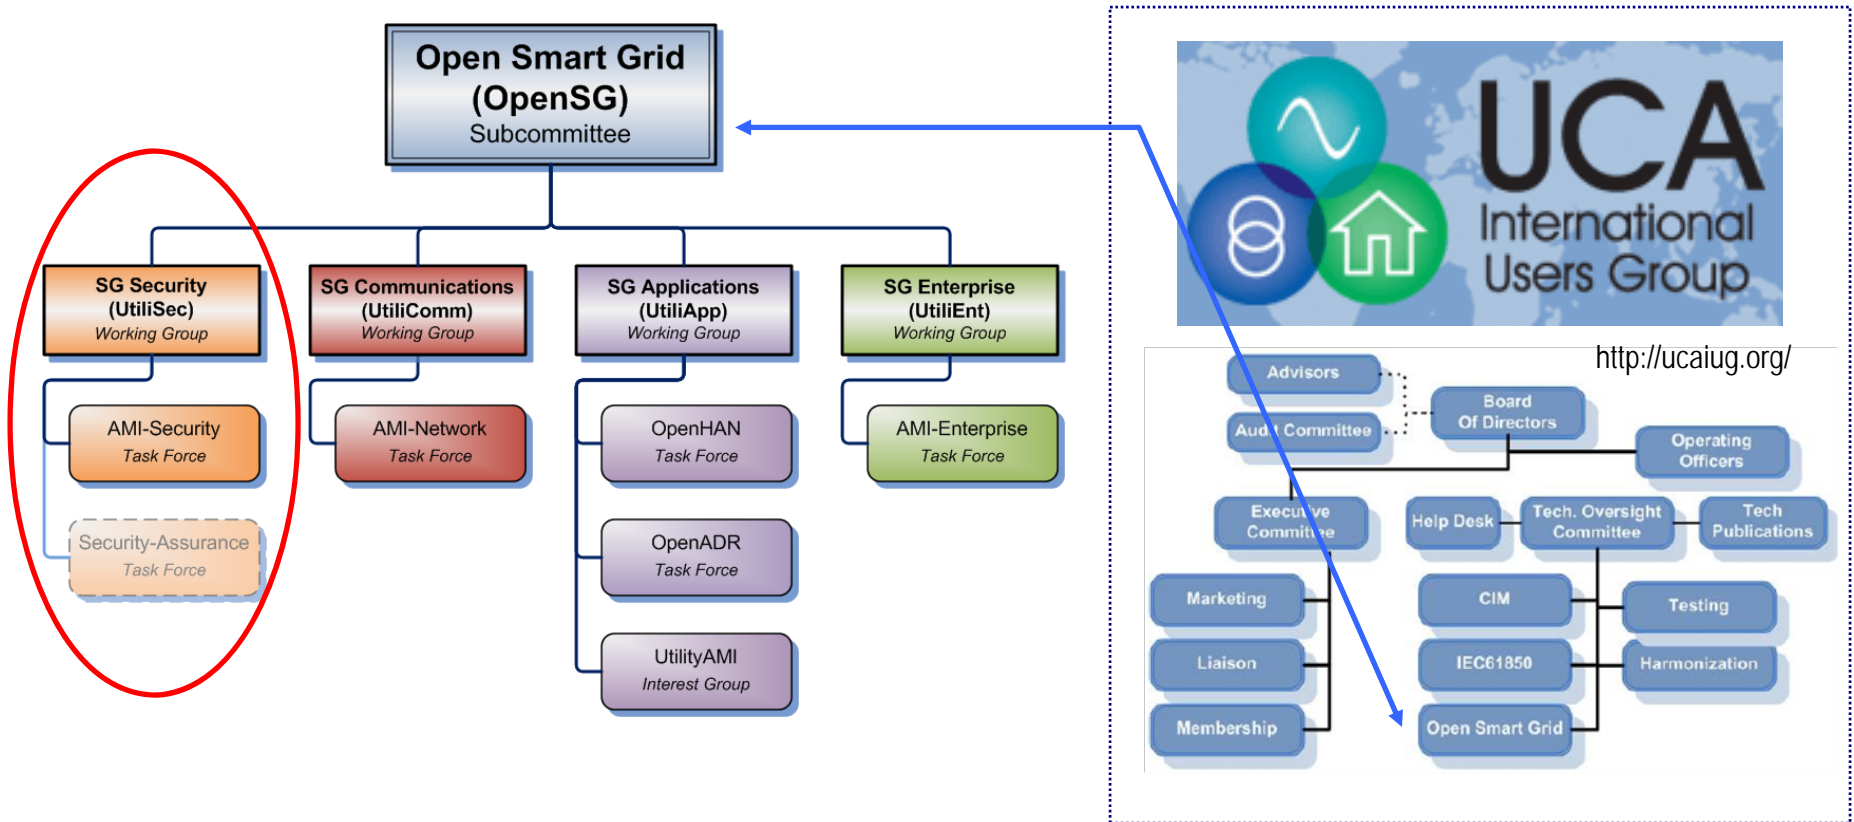 Open Smart Grid
(OpenSG)
Subcommittee
SG Security
(UtiliSec)
Working Group
SG Communications
(UtiliComm)
Working Group
SG Applications
(UtiliApp)
Working Group
SG Enterprise
(UtiliEnt)
Working Group
AMI-Security
Task Force
AMI-Network
Task Force
OpenHAN
Task Force
AMI-Enterprise
Task Force
Security-Assurance
Task Force
OpenADR
Task Force
UtilityAMI
Interest Group
UCA
International
Users Group
http://ucaiug.org/
Advisors
Board
Of Directors
Audit Committee
Operating
Officers
Executive
Committee
Help Desk
Tech. Oversight
Committee
Tech
Publications
Marketing
CIM
Testing
Liaison
IEC61850
Harmonization
Membership
Open Smart Grid